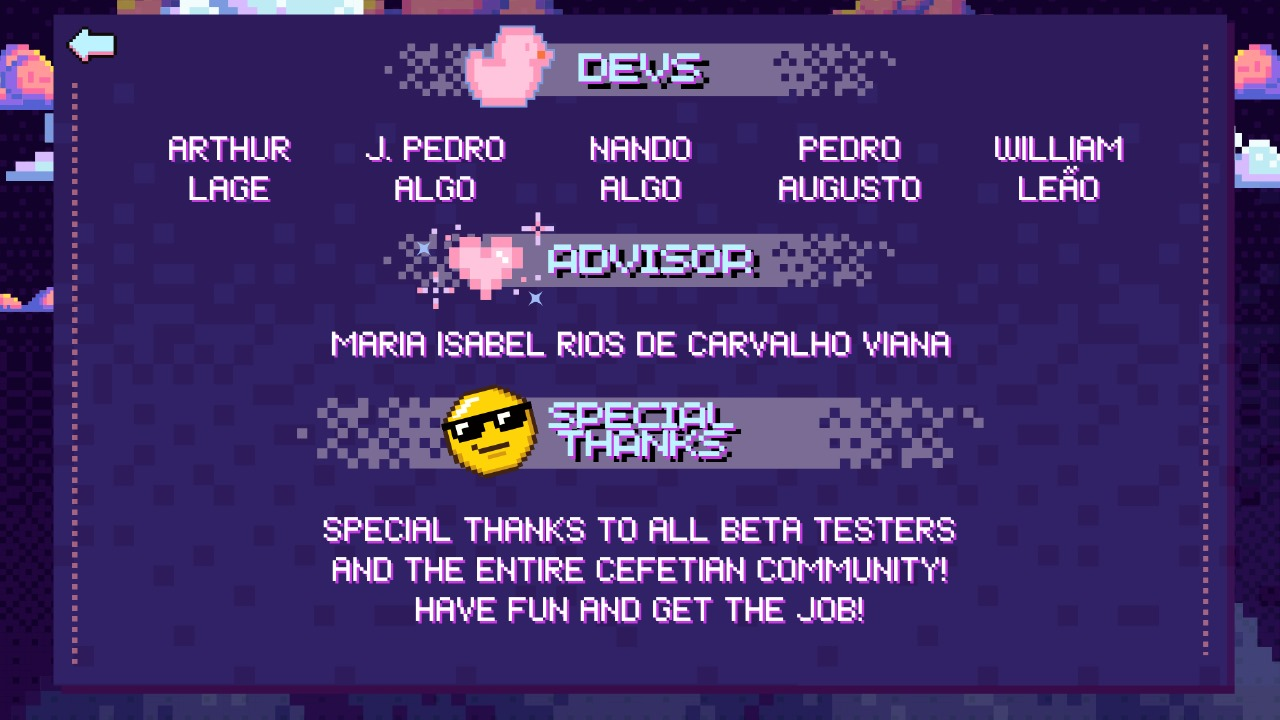 DEVS
ARTHUR LAGE
J. PEDRO ALGO
NANDO ALGO
PEDRO AUGUSTO
WILLIAM LEÃO
ADVISOR
MARIA ISABEL RIOS DE CARVALHO VIANA
SPECIAL
THANKS
SPECIAL THANKS TO ALL BETA TESTERS
AND THE ENTIRE CEFETIAN COMMUNITY!
HAVE FUN AND GET THE JOB!